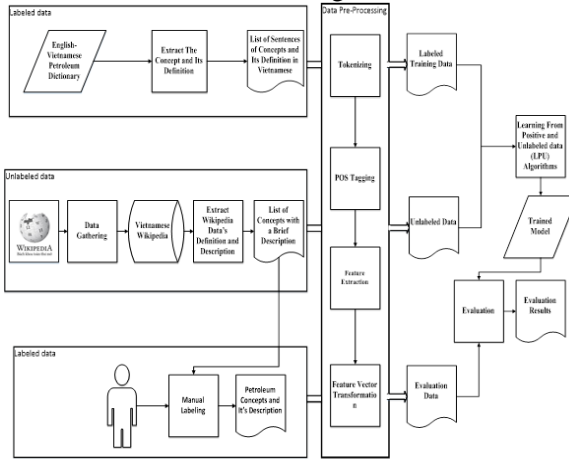 Labeled data
English-
Vietnamese
Petroleum
Dictionary
Extract The
Concept and Its
Definition
List of Sentences
of Concepts and
Its Definition in
Vietnamese
Data Pre-Processing
Tokenizing
POS Tagging
Feature
Extraction
Feature Vector
Transformatio
n
Labeled
Training Data
Unlabeled data
WIKIPEDIA
Data
Gathering
Vietnamese
Wikipedia
Extract
Wikipedia
Data's
Definition and
Description
List of
Concepts with
a Brief
Description
Unlabeled Data
Learning From
Positive and
Unlabeled data
(LPU)
Algorithms
Trained
Model
Evaluation
Evaluation
Results
Labeled data
Manual
Labeling
Petroleum
Concepts and
It's Description
Evaluation
Data